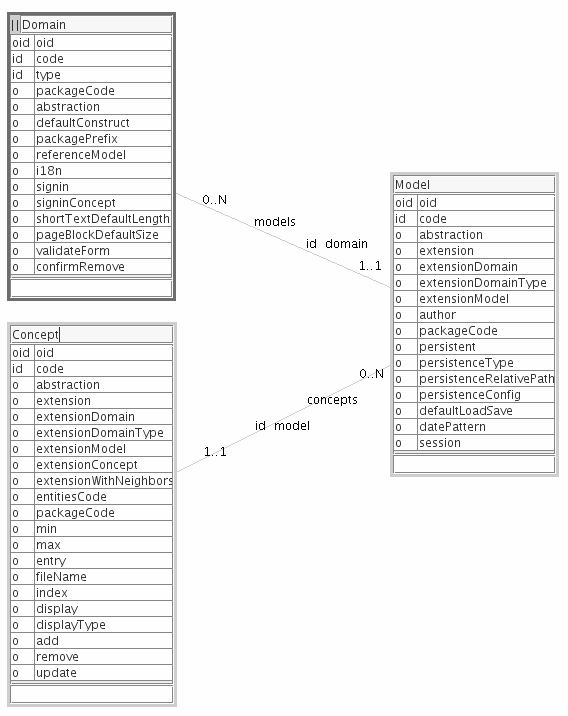 || Domain
oid oid
id code
id type
o packageCode
o abstraction
o defaultConstruct
o packagePrefix
o referenceModel
o i18n
o signin
o signinConcept
o shortTextDefaultLength
o pageBlockDefaultSize
o validateForm
o confirmRemove
0..N
models
id domain
1..1
Model
oid oid
id code
o abstraction
o extension
o extensionDomain
o extensionDomainType
o extensionModel
o author
o packageCode
o persistent
o persistenceType
o persistenceRelativePath
o persistenceConfig
o defaultLoadSave
o datePattern
o session
0..N
concepts
id model
1..1
Concept
oid oid
id code
o abstraction
o extension
o extensionDomain
o extensionDomainType
o extensionModel
o extensionConcept
o extensionWithNeighbors
o entitiesCode
o packageCode
o min
o max
o entry
o fileName
o index
o display
o displayType
o add
o remove
o update